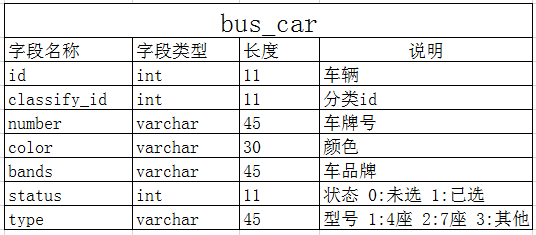 bus_car
字段名称 字段类型 长度 说明
id int 11 车辆
classify_id int 11 分类id
number varchar 45 车牌号
color varchar 30 颜色
bands varchar 45 车品牌
status int 11 状态 0:未选 1:已选
type varchar 45 型号 1:4座 2:7座 3:其他